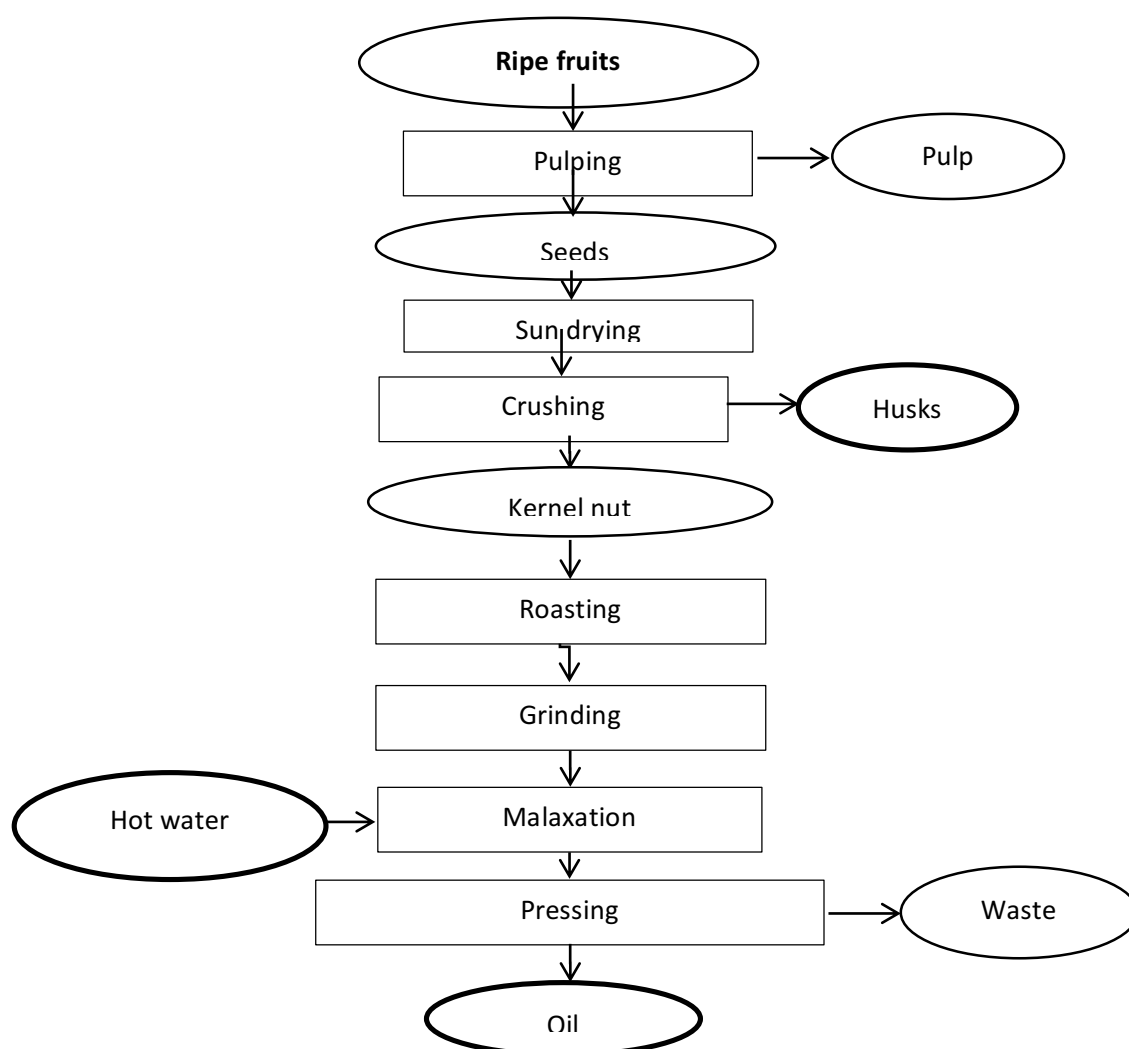 Ripe fruits
Pulping
Pulp
Seeds
Sun drying
Crushing
Husks
Kernel nut
Roasting
Grinding
Hot water
Malaxation
Pressing
Waste
Oil